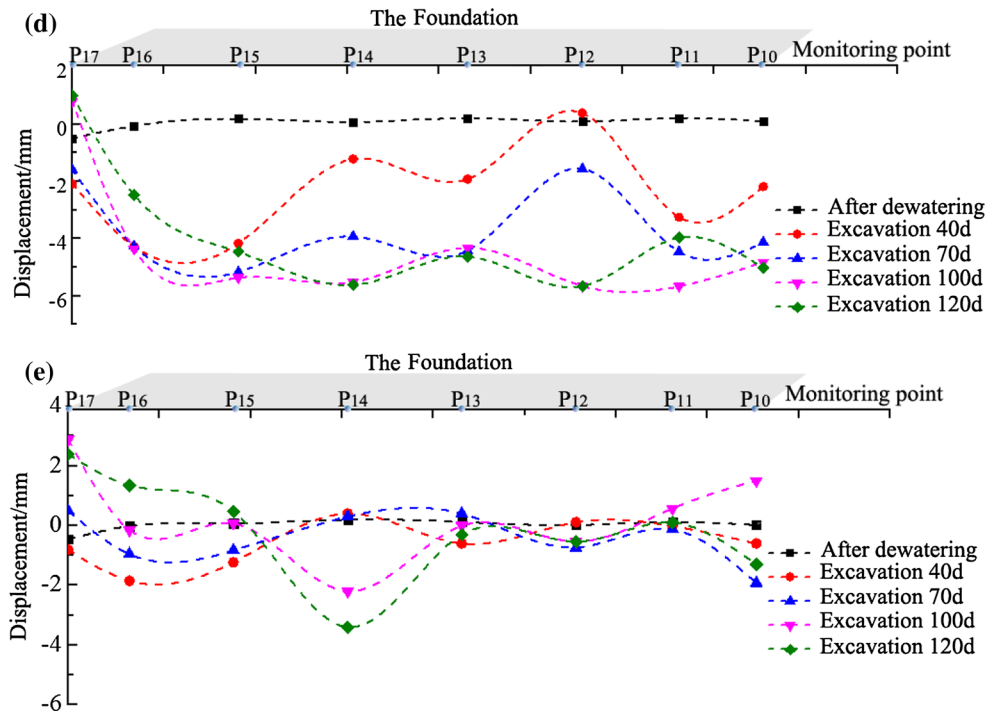 (d)
The Foundation
P17 P16 P15 P14 P13 P12 P11 P10 Monitoring point
2
0
-2
-4
-6
Displacement/mm
After dewatering
Excavation 40d
Excavation 70d
Excavation 100d
Excavation 120d
(e)
The Foundation
P17 P16 P15 P14 P13 P12 P11 P10 Monitoring point
4
2
0
-2
-4
-6
Displacement/mm
After dewatering
Excavation 40d
Excavation 70d
Excavation 100d
Excavation 120d